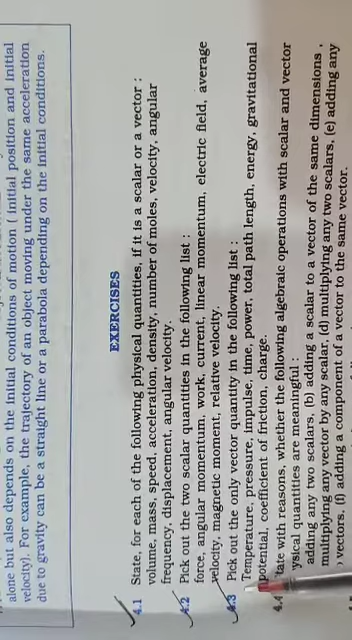 alone but also depends on the initial conditions of motion ( initial position and initial
velocity). For example, the trajectory of an object moving under the same acceleration
due to gravity can be a straight line or a parabola depending on the initial conditions.
EXERCISES
4.1 State, for each of the following physical quantities, if it is a scalar or a vector :
volume, mass, speed, acceleration, density, number of moles, velocity, angular
frequency, displacement, angular velocity.
4.2 Pick out the two scalar quantities in the following list :
force, angular momentum, work, current, linear momentum, electric field, average
velocity, magnetic moment, relative velocity.
4.3 Pick out the only vector quantity in the following list :
Temperature, pressure, impulse, time, power, total path length, energy, gravitational
potential, coefficient of friction, charge.
4.4 tate with reasons, whether the following algebraic operations with scalar and vector
ysical quantities are meaningful :
adding any two scalars, (b) adding a scalar to a vector of the same dimensions ,
multiplying any vector by any scalar, (d) multiplying any two scalars, (e) adding any
vectors, (f) adding a component of a vector to the same vector.